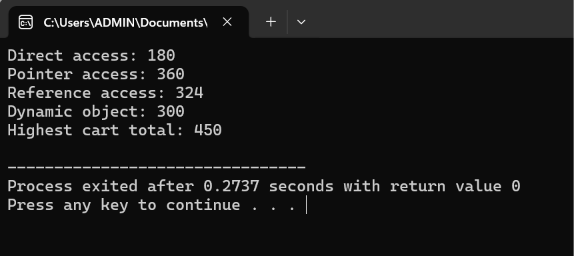 C:\Users\ADMIN\Documents\
Direct access: 180
Pointer access: 360
Reference access: 324
Dynamic object: 300
Highest cart total: 450
--------------------------------
Process exited after 0.2737 seconds with return value 0
Press any key to continue . . .